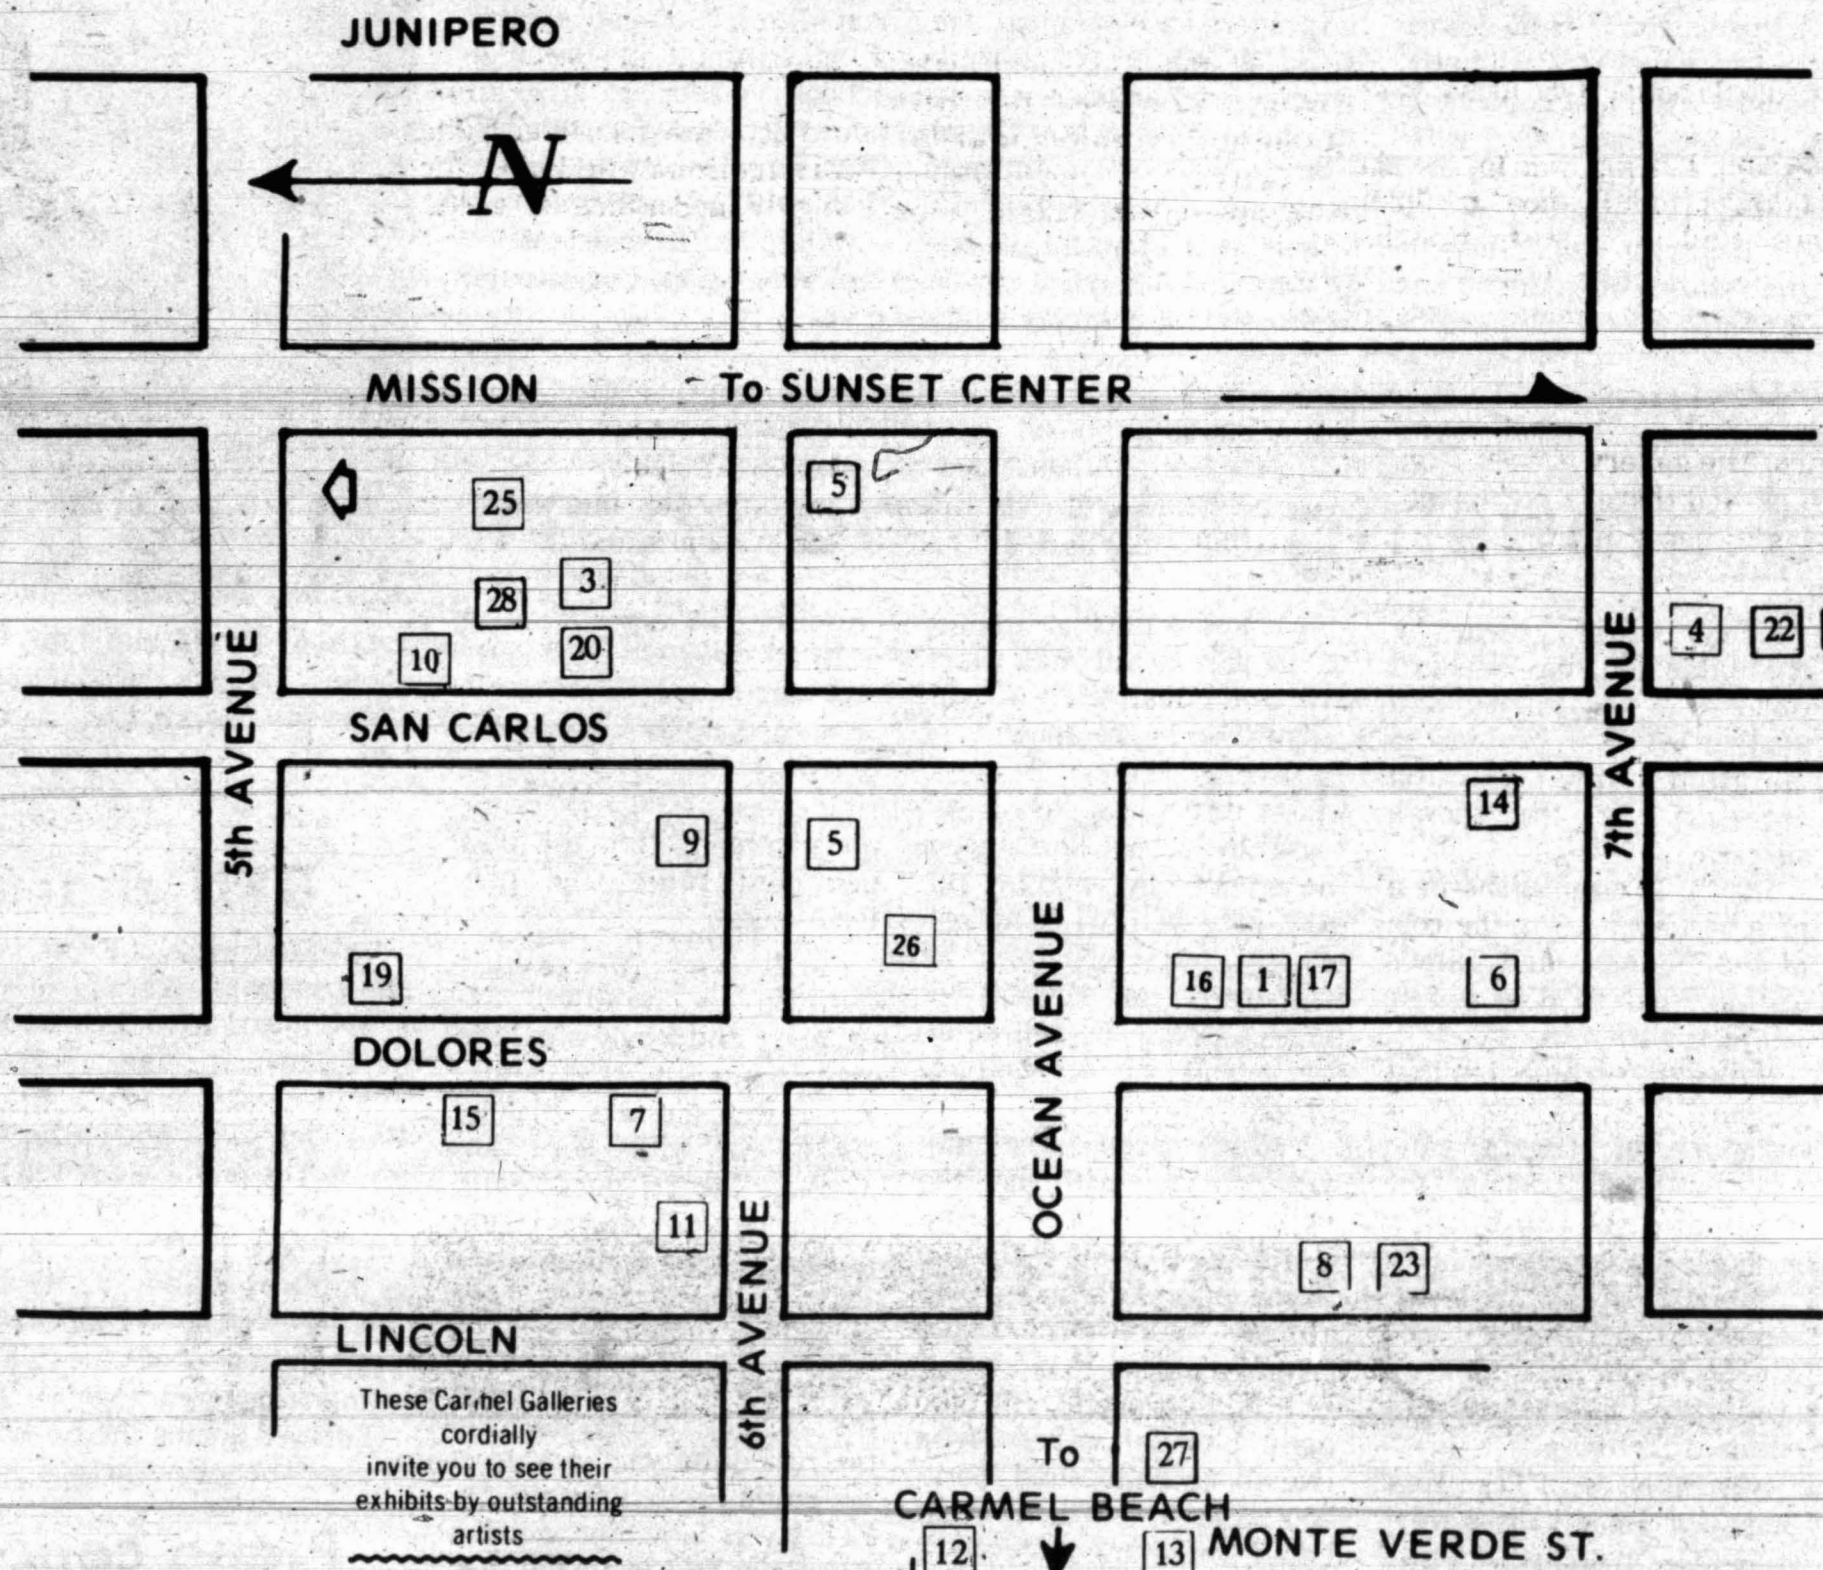 JUNIPERO
N
MISSION
To SUNSET CENTER
25
5
3
28
20
10
4
22
5th AVENUE
7th AVENUE
SAN CARLOS
14
9
5
26
19
16
1
17
6
DOLORES
OCEAN AVENUE
15
7
11
6th AVENUE
8
23
LINCOLN
These Carmel Galleries
cordially
invite you to see their
exhibits by outstanding
artists
To
27
CARMEL BEACH
12
13
MONTE VERDE ST.